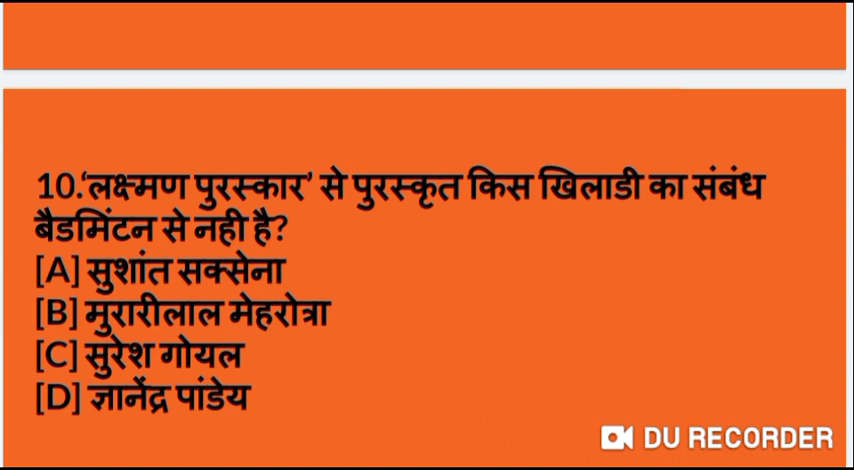 10.‘लक्ष्मण पुरस्कार’ से पुरस्कृत किस खिलाडी का संबंध
बैडमिंटन से नही है?
[A] सुशांत सक्सेना
[B] मुरारीलाल मेहरोत्रा
[C] सुरेश गोयल
[D] ज्ञानेंद्र पांडेय
DU RECORDER